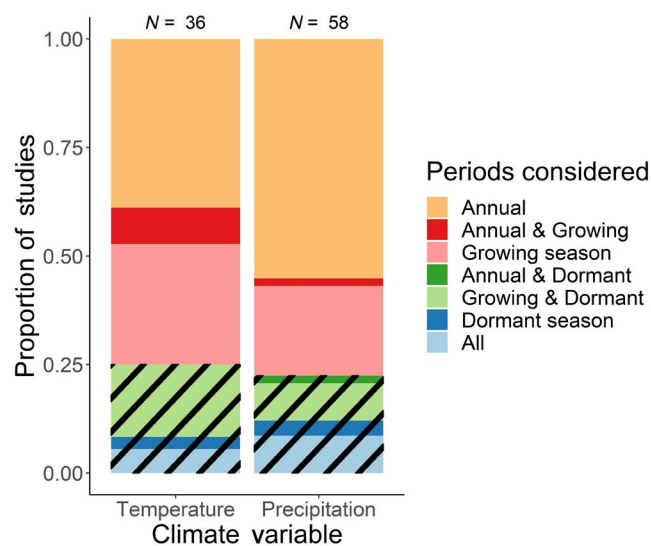 N = 36
N = 58
1.00
0.75
0.50
0.25
0.00
Proportion of studies
Temperature
Precipitation
Climate variable
Periods considered
Annual
Annual & Growing
Growing season
Annual & Dormant
Growing & Dormant
Dormant season
All